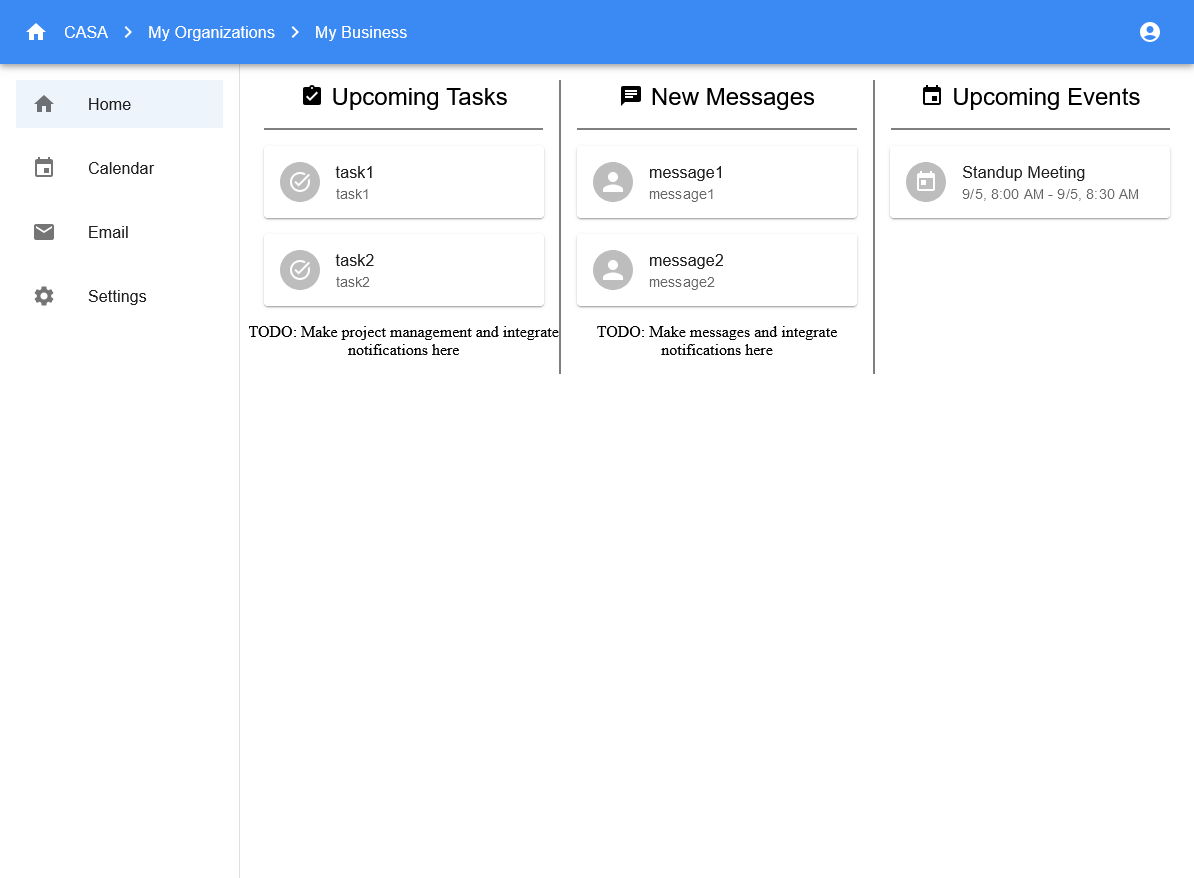 CASA My Organizations My Business
Home
Calendar
Email
Settings
Upcoming Tasks
task1
task1
task2
task2
TODO: Make project management and integrate
notifications here
New Messages
message1
message1
message2
message2
TODO: Make messages and integrate
notifications here
Upcoming Events
Standup Meeting
9/5, 8:00 AM - 9/5, 8:30 AM